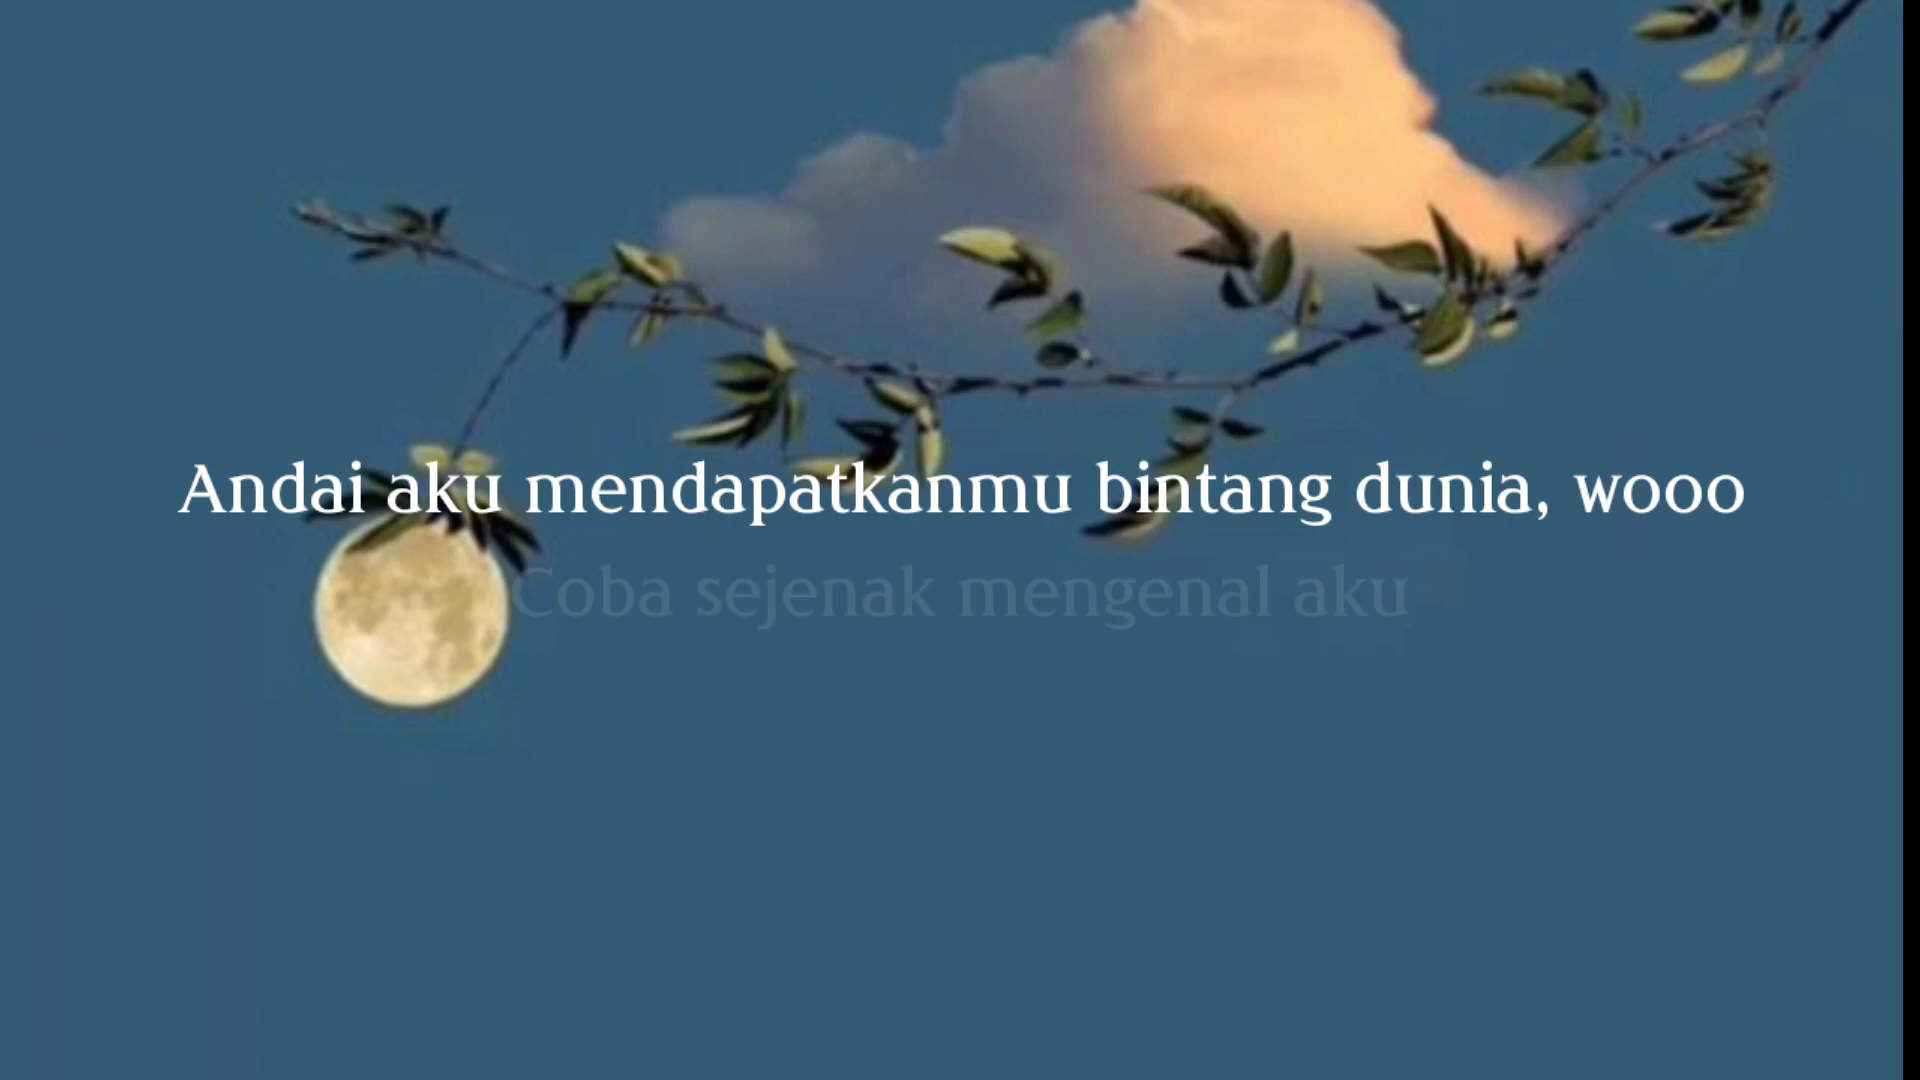 Andai aku mendapatkanmu bintang dunia, wooo
Coba sejenak mengenal aku